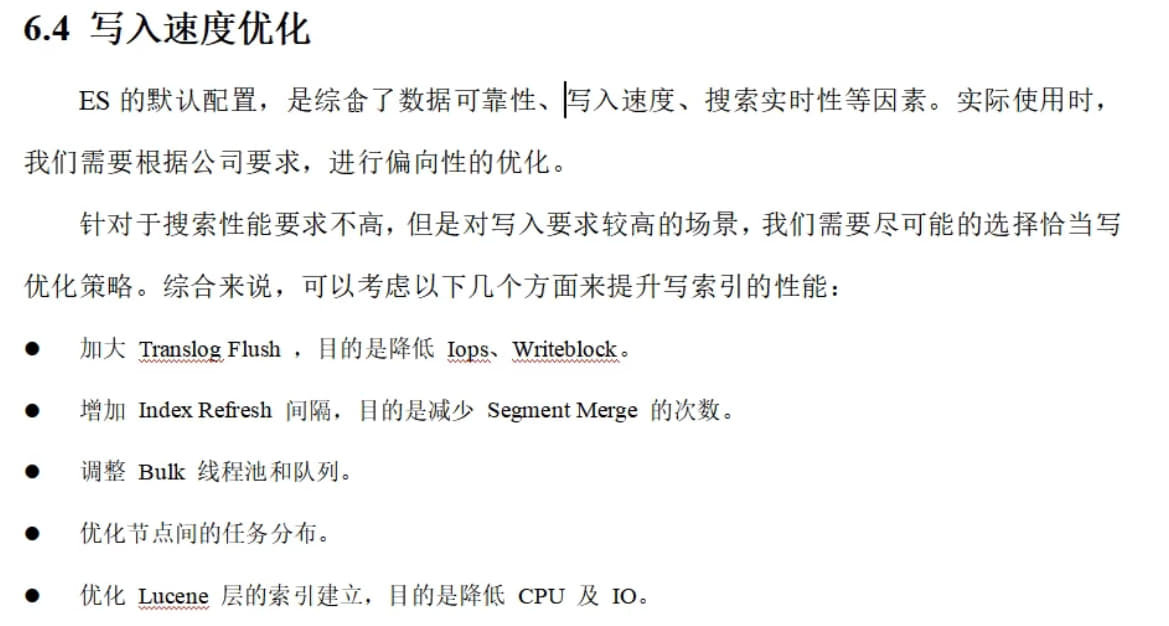 6.4 写入速度优化
ES 的默认配置，是综合了数据可靠性、写入速度、搜索实时性等因素。实际使用时，
我们需要根据公司要求，进行偏向性的优化。
针对于搜索性能要求不高，但是对写入要求较高的场景，我们需要尽可能的选择恰当写
优化策略。综合来说，可以考虑以下几个方面来提升写索引的性能：
● 加大 Translog Flush ，目的是降低 Iops、Writeblock。
● 增加 Index Refresh 间隔，目的是减少 Segment Merge 的次数。
● 调整 Bulk 线程池和队列。
● 优化节点间的任务分布。
● 优化 Lucene 层的索引建立，目的是降低 CPU 及 IO。